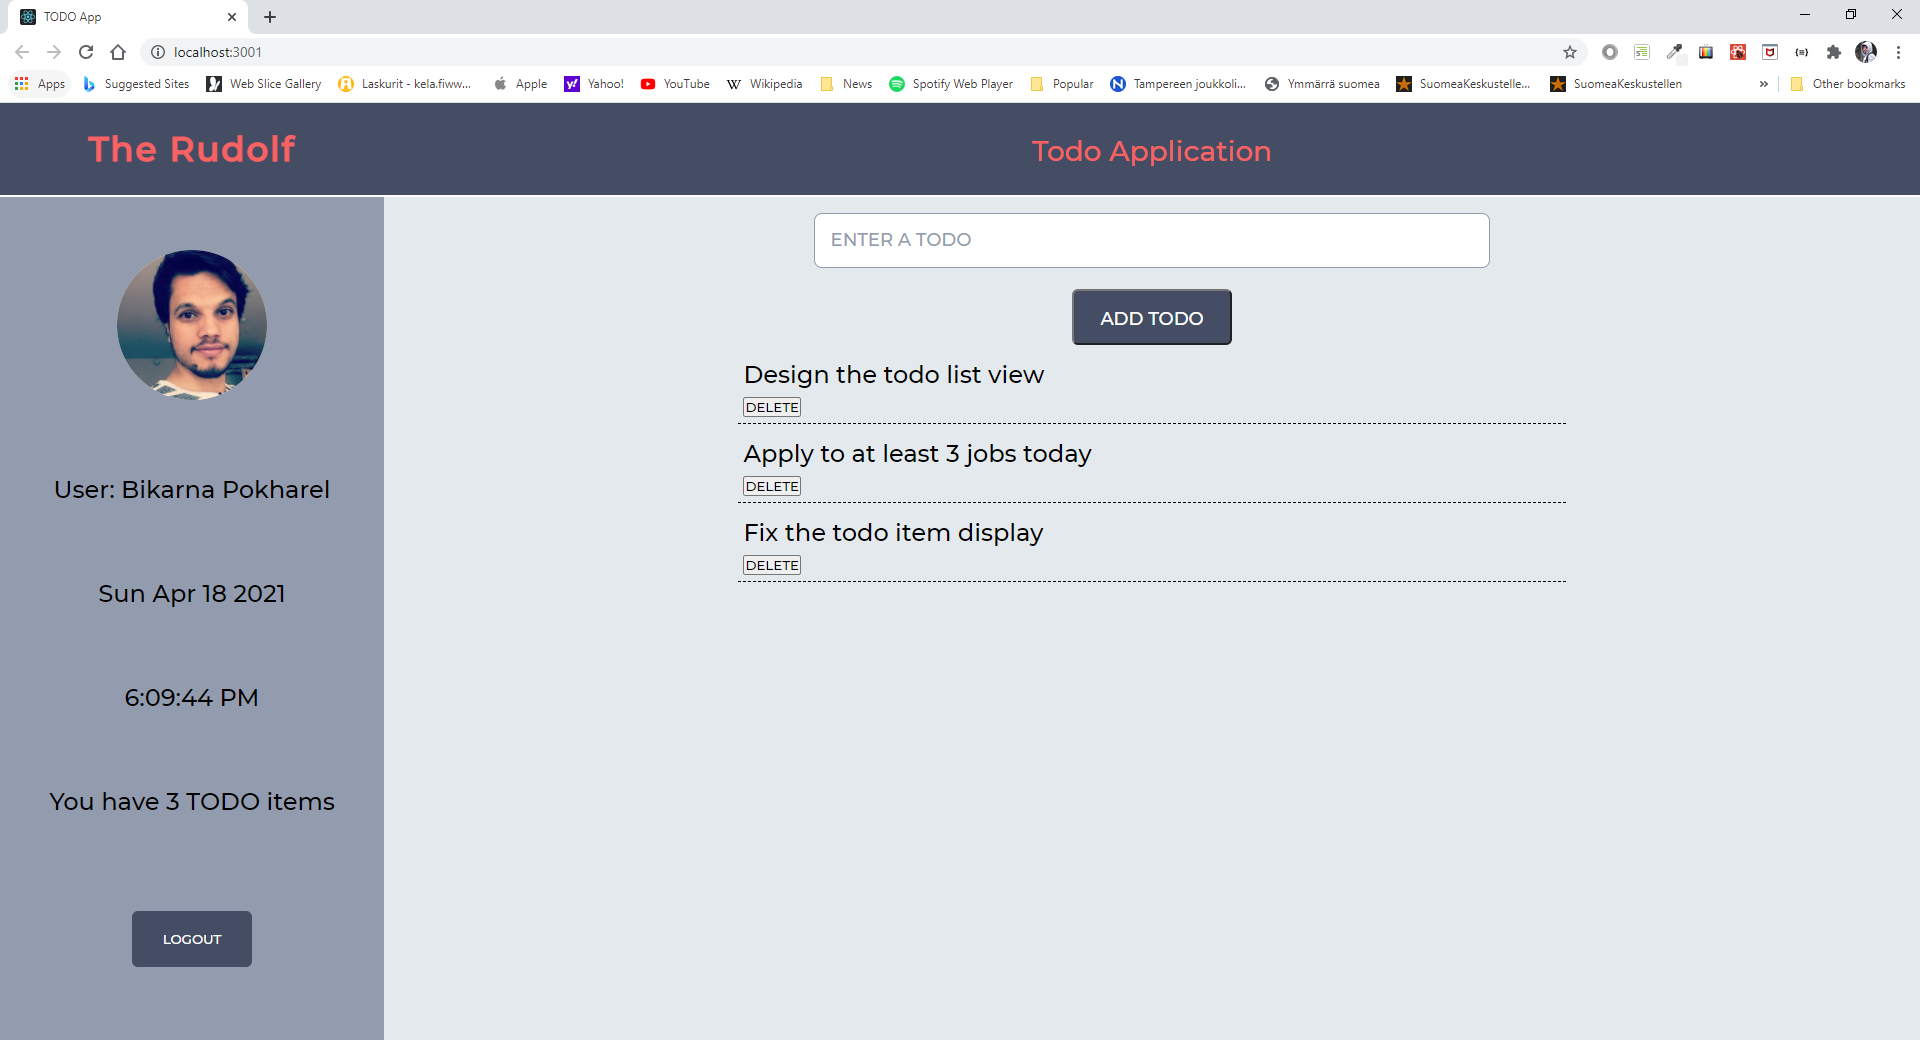 TODO App
localhost:3001
Apps Suggested Sites Web Slice Gallery Laskurit - kela.fiww... Apple Yahoo! YouTube Wikipedia News Spotify Web Player Popular Tampereen joukkoli... Ymmärrä suomea SuomeaKeskustelle... SuomeaKeskustellen » Other bookmarks
The Rudolf
Todo Application
ENTER A TODO
ADD TODO
Design the todo list view
DELETE
Apply to at least 3 jobs today
DELETE
Fix the todo item display
DELETE
User: Bikarna Pokharel
Sun Apr 18 2021
6:09:44 PM
You have 3 TODO items
LOGOUT